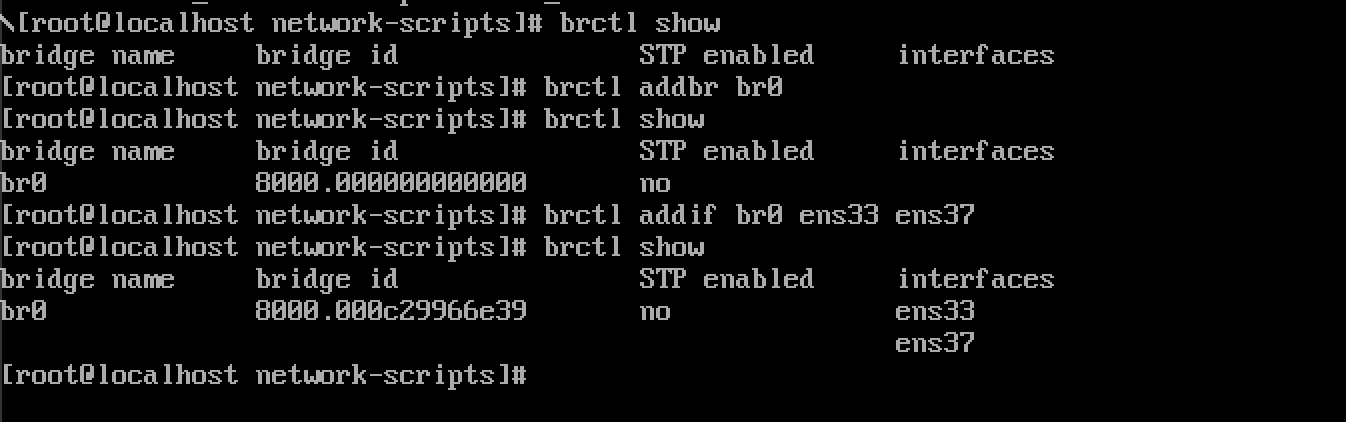 \[root@localhost network-scripts]# brctl show
bridge name     bridge id               STP enabled     interfaces
[root@localhost network-scripts]# brctl addbr br0
[root@localhost network-scripts]# brctl show
bridge name     bridge id               STP enabled     interfaces
br0             8000.000000000000       no
[root@localhost network-scripts]# brctl addif br0 ens33 ens37
[root@localhost network-scripts]# brctl show
bridge name     bridge id               STP enabled     interfaces
br0             8000.000c29966e39       no              ens33
                                                        ens37
[root@localhost network-scripts]#